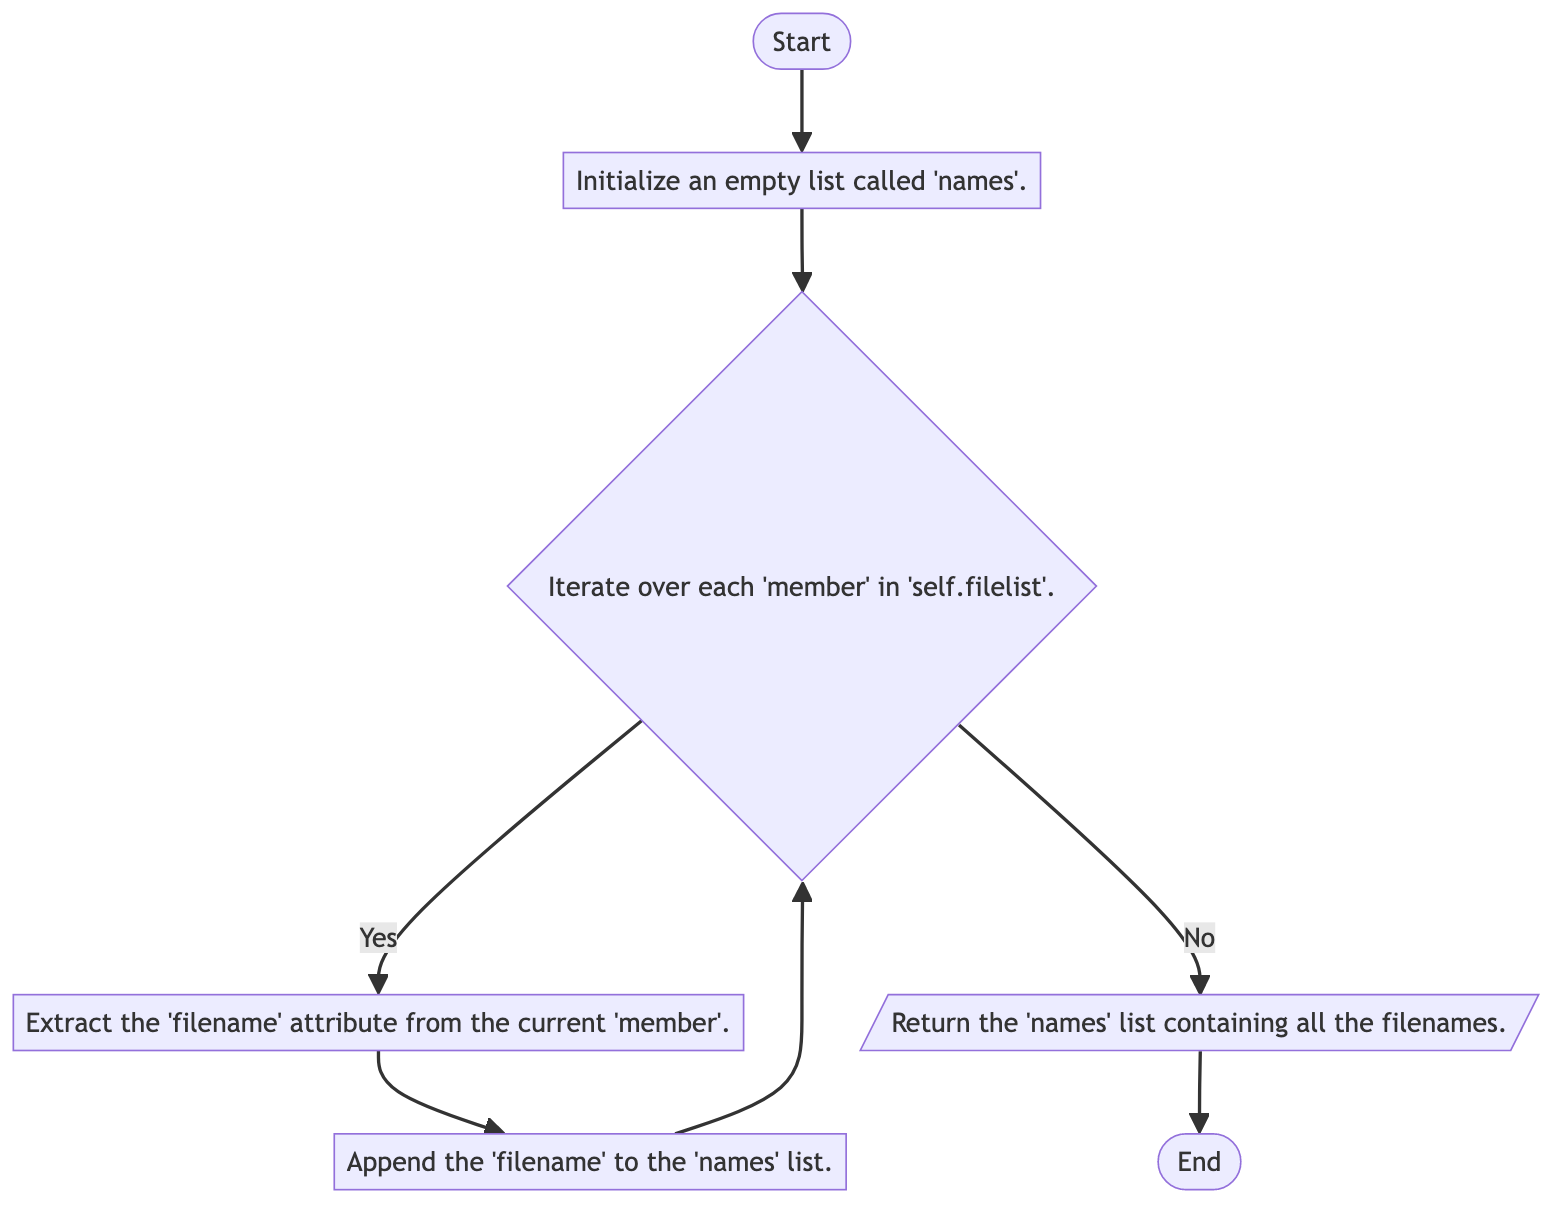 Start
Initialize an empty list called 'names'.
Iterate over each 'member' in 'self.filelist'.
Yes
No
Extract the 'filename' attribute from the current 'member'.
Return the 'names' list containing all the filenames.
Append the 'filename' to the 'names' list.
End